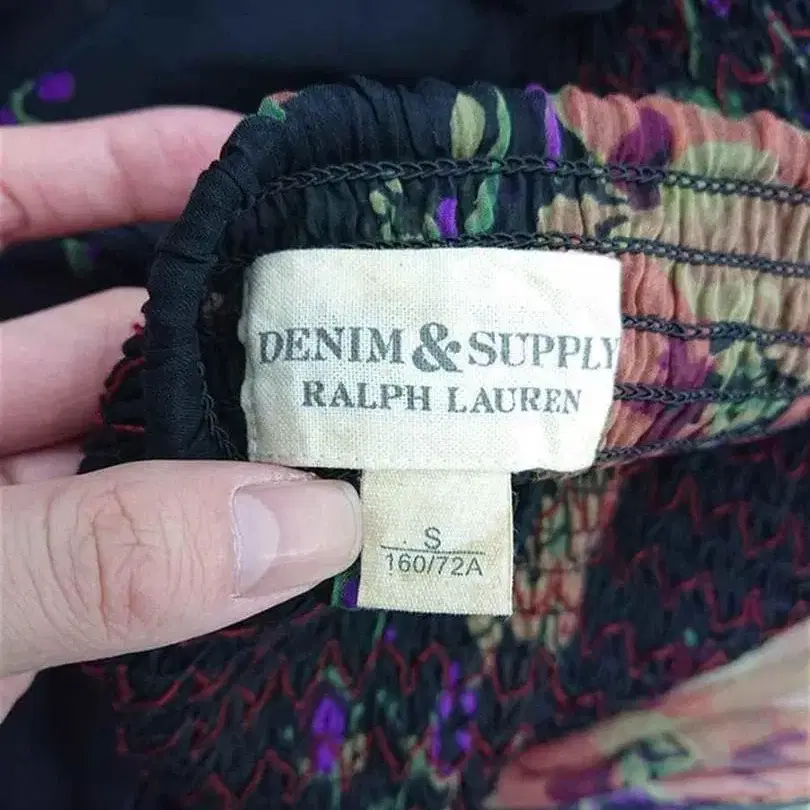 DENIM & SUPPLY
RALPH LAUREN
S
160/72A